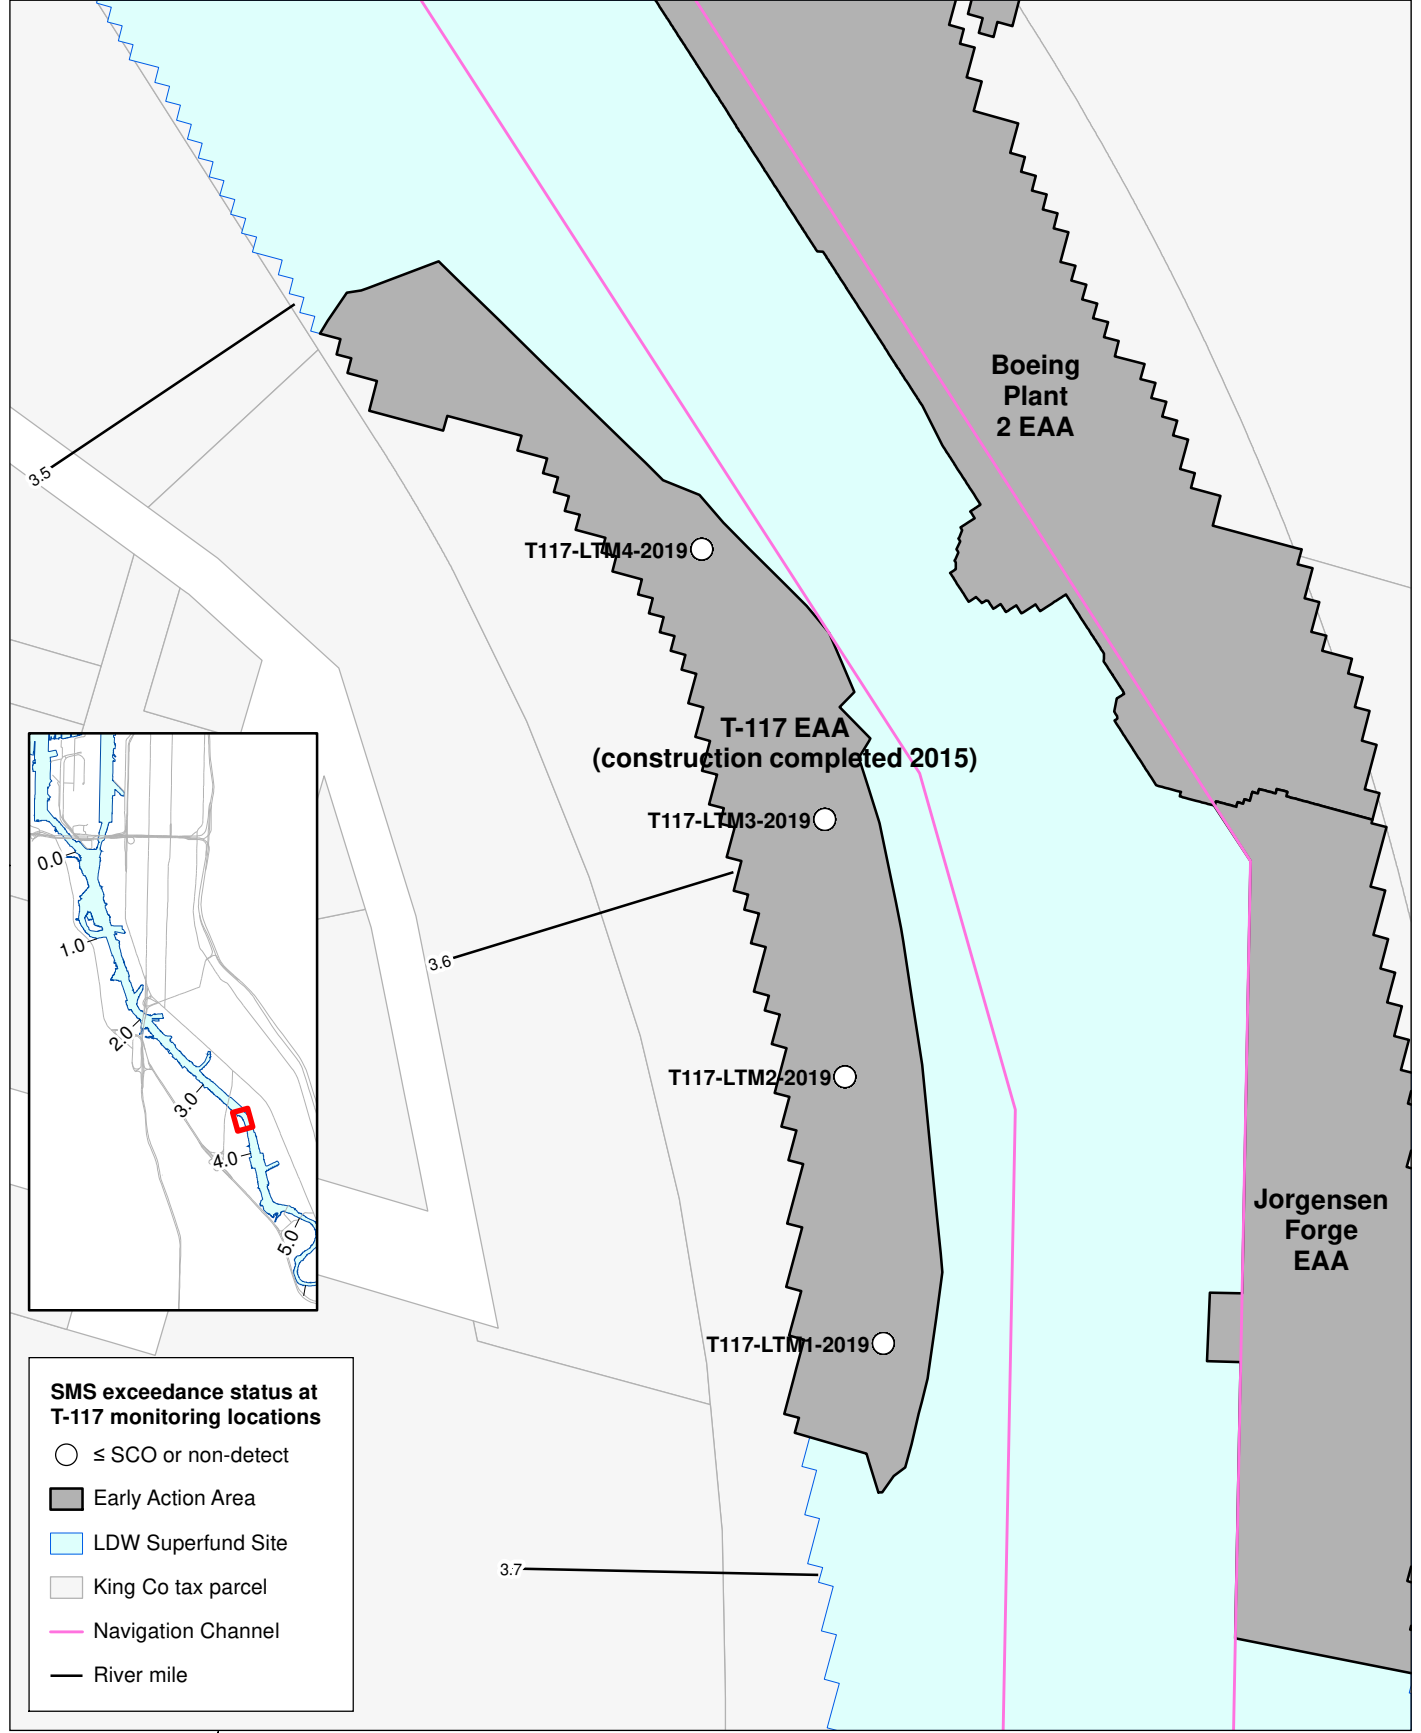 Boeing
Plant
2 EAA
3.5
T117-LTM4-2019
T-117 EAA
(construction completed 2015)
T117-LTM3-2019
3.6
T117-LTM2-2019
Jorgensen
Forge
EAA
T117-LTM1-2019
3.7
0.0
1.0
2.0
3.0
4.0
5.0
SMS exceedance status at
T-117 monitoring locations
≤ SCO or non-detect
Early Action Area
LDW Superfund Site
King Co tax parcel
Navigation Channel
River mile